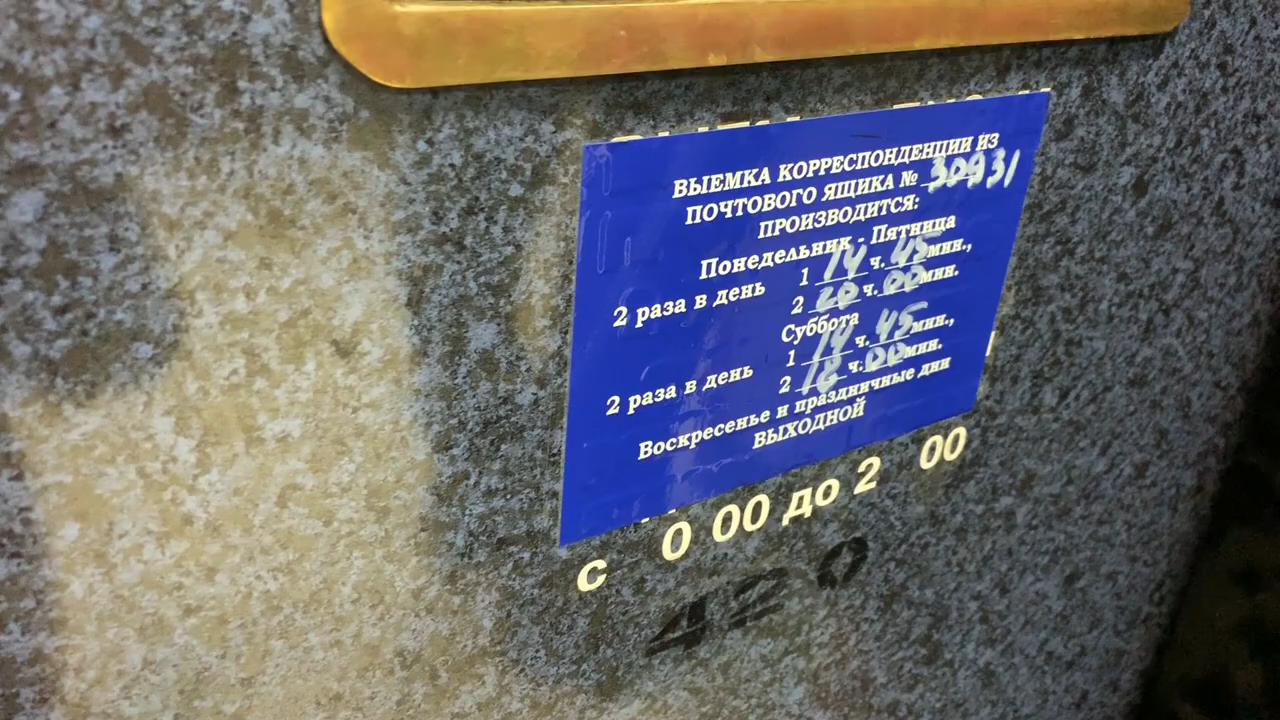 ВЫЕМКА КОРРЕСПОНДЕНЦИИ ИЗ
ПОЧТОВОГО ЯЩИКА № 30931
ПРОИЗВОДИТСЯ:
Понедельник - Пятница
2 раза в день 1 14 ч. 45 мин.,
2 20 ч. 00 мин.
Суббота
2 раза в день 1 14 ч. 45 мин.,
2 18 ч. 00 мин.
Воскресенье и праздничные дни
ВЫХОДНОЙ
с 0 00 до 2 00
420